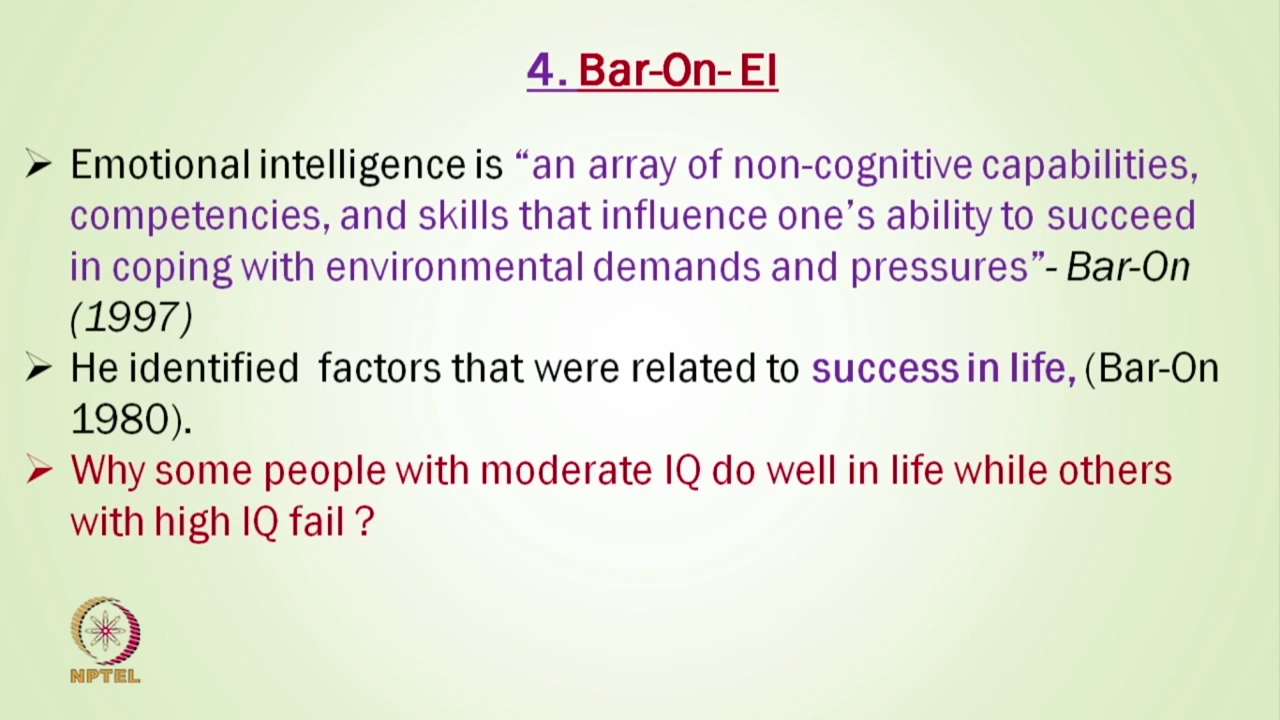 4. Bar-On- EI
➢ Emotional intelligence is “an array of non-cognitive capabilities,
competencies, and skills that influence one’s ability to succeed
in coping with environmental demands and pressures”- Bar-On
(1997)
➢ He identified factors that were related to success in life, (Bar-On
1980).
➢ Why some people with moderate IQ do well in life while others
with high IQ fail ?
NPTEL